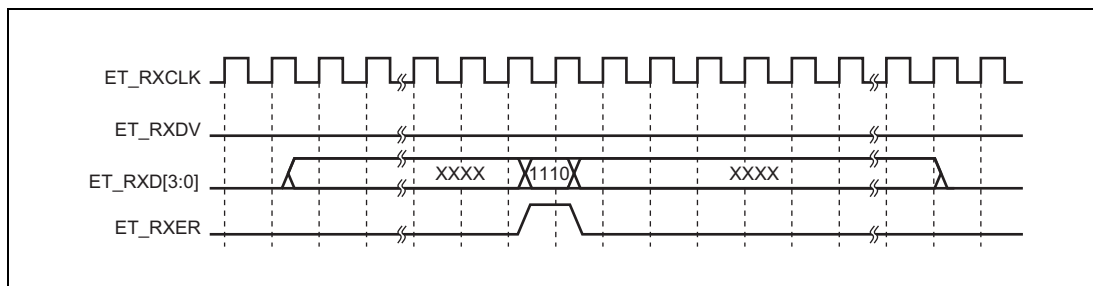 ET_RXCLK
ET_RXDV
ET_RXD[3:0] XXXX 1110 XXXX
ET_RXER